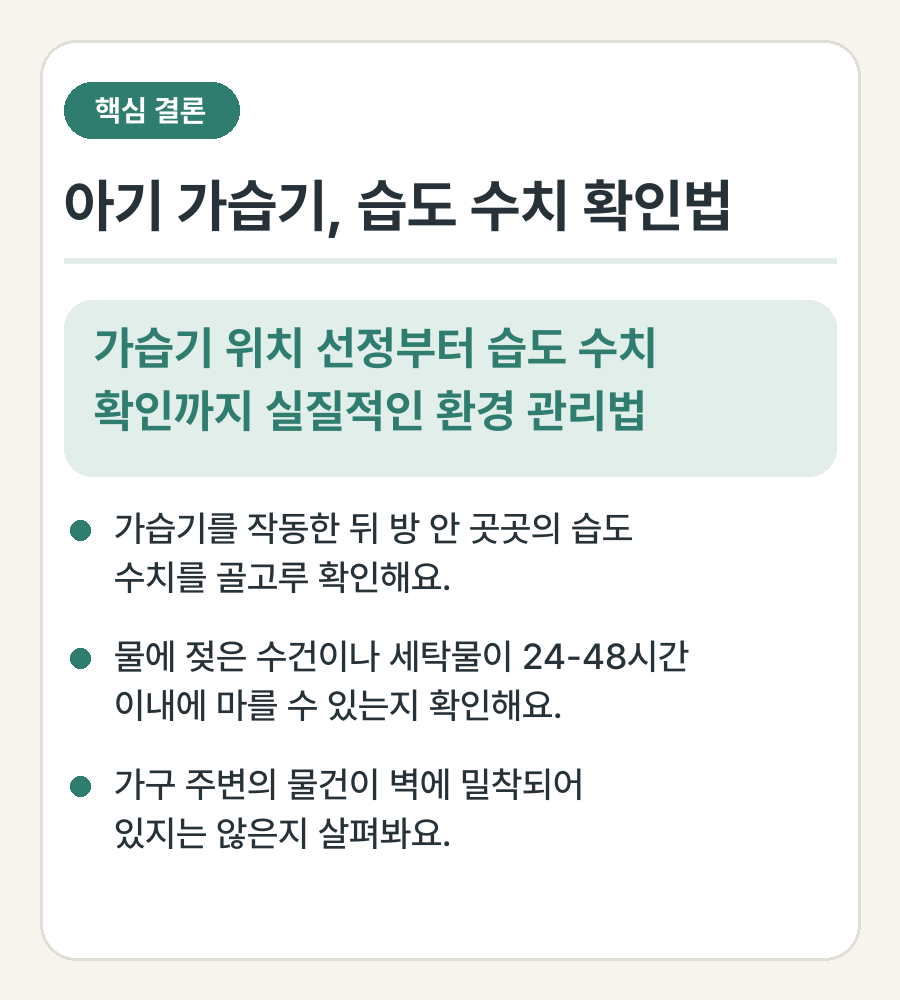 핵심 결론
아기 가습기, 습도 수치 확인법
가습기 위치 선정부터 습도 수치
확인까지 실질적인 환경 관리법
가습기를 작동한 뒤 방 안 곳곳의 습도
수치를 골고루 확인해요.
물에 젖은 수건이나 세탁물이 24-48시간
이내에 마를 수 있는지 확인해요.
가구 주변의 물건이 벽에 밀착되어
있지는 않은지 살펴봐요.